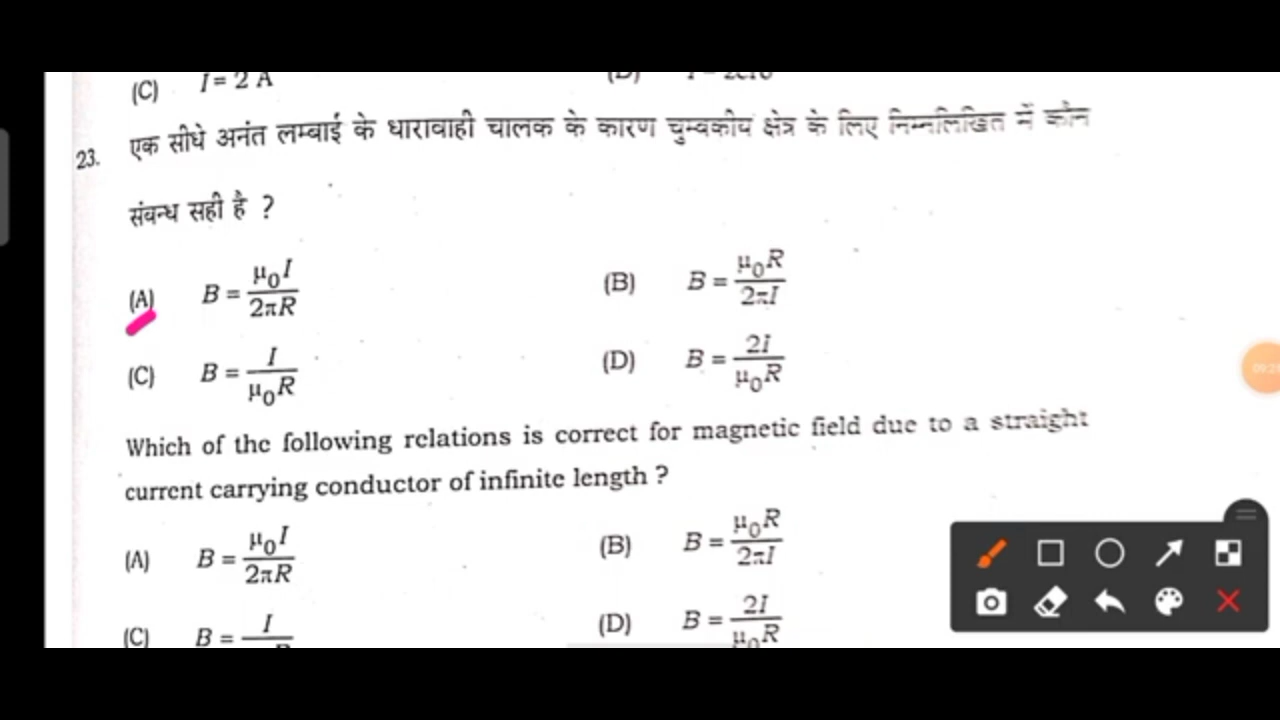 (C) I = 2 A
23. एक सीधे अनंत लम्बाई के धारावाही चालक के कारण चुम्बकीय क्षेत्र के लिए निम्नलिखित में कौन
संबन्ध सही है ?
(A) B = μ₀I / 2πR (B) B = μ₀R / 2πI
(C) B = I / μ₀R (D) B = 2I / μ₀R
Which of the following relations is correct for magnetic field due to a straight
current carrying conductor of infinite length ?
(A) B = μ₀I / 2πR (B) B = μ₀R / 2πI
(C) B = I (D) B = 2I / μ₀R